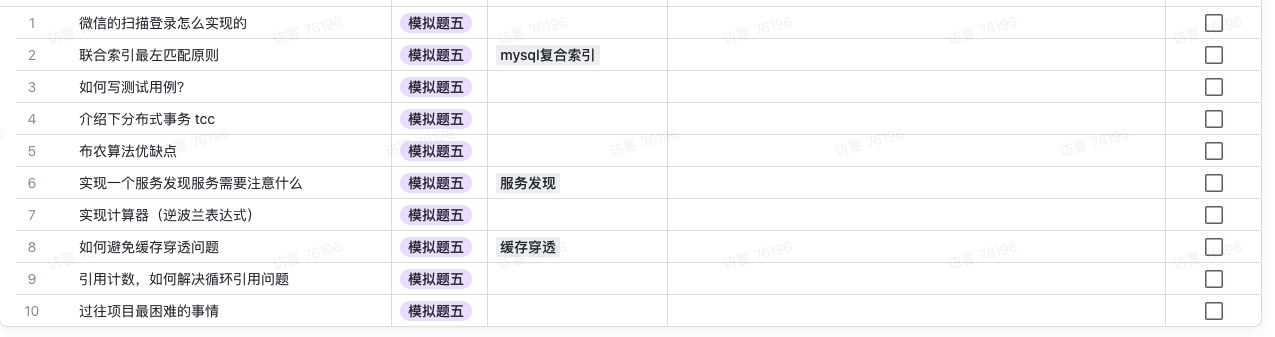 1 微信的扫描登录怎么实现的 模拟题五
2 联合索引最左匹配原则 模拟题五 mysql复合索引
3 如何写测试用例? 模拟题五
4 介绍下分布式事务 tcc 模拟题五
5 布农算法优缺点 模拟题五
6 实现一个服务发现服务需要注意什么 模拟题五 服务发现
7 实现计算器（逆波兰表达式） 模拟题五
8 如何避免缓存穿透问题 模拟题五 缓存穿透
9 引用计数，如何解决循环引用问题 模拟题五
10 过往项目最困难的事情 模拟题五
访客 76196